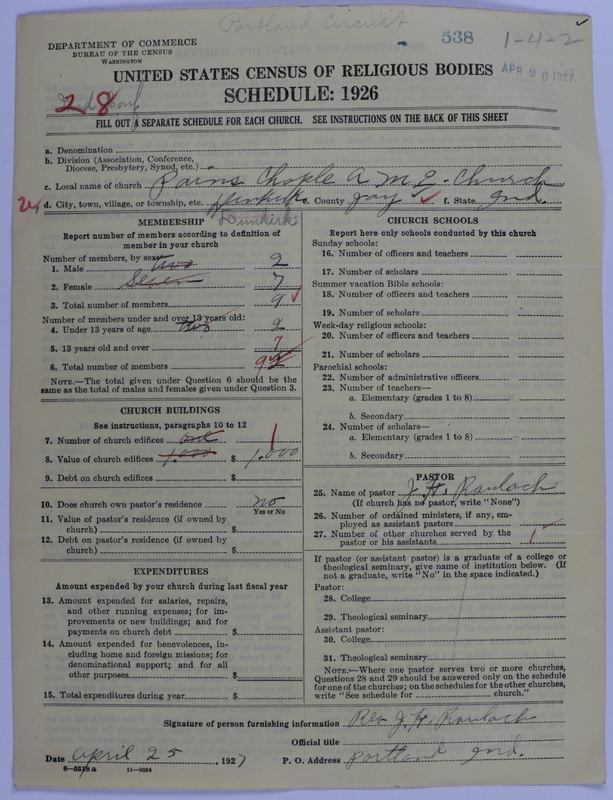 Portland Circuit
DEPARTMENT OF COMMERCE
BUREAU OF THE CENSUS
WASHINGTON
538
1-4-2
APR 26 1927
UNITED STATES CENSUS OF RELIGIOUS BODIES
SCHEDULE: 1926
Ind Conf
28
FILL OUT A SEPARATE SCHEDULE FOR EACH CHURCH. SEE INSTRUCTIONS ON THE BACK OF THIS SHEET
a. Denomination
b. Division (Association, Conference, Diocese, Presbytery, Synod, etc.)
c. Local name of church Rains Chaple A M E. Church
d. City, town, village, or township, etc. e. County Jay f. State Ind.
Dunkirk
MEMBERSHIP
Report number of members according to definition of
member in your church
Number of members, by sex:
1. Male two 2
2. Female Seven 7
3. Total number of members 9
Number of members under and over 13 years old:
4. Under 13 years of age two 2
5. 13 years old and over 7
6. Total number of members 9
NOTE.—The total given under Question 6 should be the
same as the total of males and females given under Question 3.
CHURCH BUILDINGS
See instructions, paragraphs 10 to 12
7. Number of church edifices one 1
8. Value of church edifices 1.000 $ 1.000
9. Debt on church edifices $
10. Does church own pastor's residence no
Yes or No
11. Value of pastor's residence (if owned by
church) $
12. Debt on pastor's residence (if owned by
church) $
EXPENDITURES
Amount expended by your church during last fiscal year
13. Amount expended for salaries, repairs,
and other running expenses; for im-
provements or new buildings; and for
payments on church debt $
14. Amount expended for benevolences, in-
cluding home and foreign missions; for
denominational support; and for all
other purposes $
15. Total expenditures during year $
CHURCH SCHOOLS
Report here only schools conducted by this church
Sunday schools:
16. Number of officers and teachers
17. Number of scholars
Summer vacation Bible schools:
18. Number of officers and teachers
19. Number of scholars
Week-day religious schools:
20. Number of officers and teachers
21. Number of scholars
Parochial schools:
22. Number of administrative officers
23. Number of teachers—
a. Elementary (grades 1 to 8)
b. Secondary
24. Number of scholars—
a. Elementary (grades 1 to 8)
b. Secondary
PASTOR
25. Name of pastor J. H. Rouloch
(If church has no pastor, write "None")
26. Number of ordained ministers, if any, em-
ployed as assistant pastors
27. Number of other churches served by the
pastor or his assistants 1
If pastor (or assistant pastor) is a graduate of a college or
theological seminary, give name of institution below. (If
not a graduate, write "No" in the space indicated.)
Pastor:
28. College
29. Theological seminary
Assistant pastor:
30. College
31. Theological seminary
NOTE.—Where one pastor serves two or more churches,
Questions 28 and 29 should be answered only on the schedule
for one of the churches; on the schedules for the other churches,
write "See schedule for church."
Signature of person furnishing information Rev J. H. Rouloch
Official title
Date April 25, 1927 P. O. Address Portland Ind.
8—5518 a 11—9054